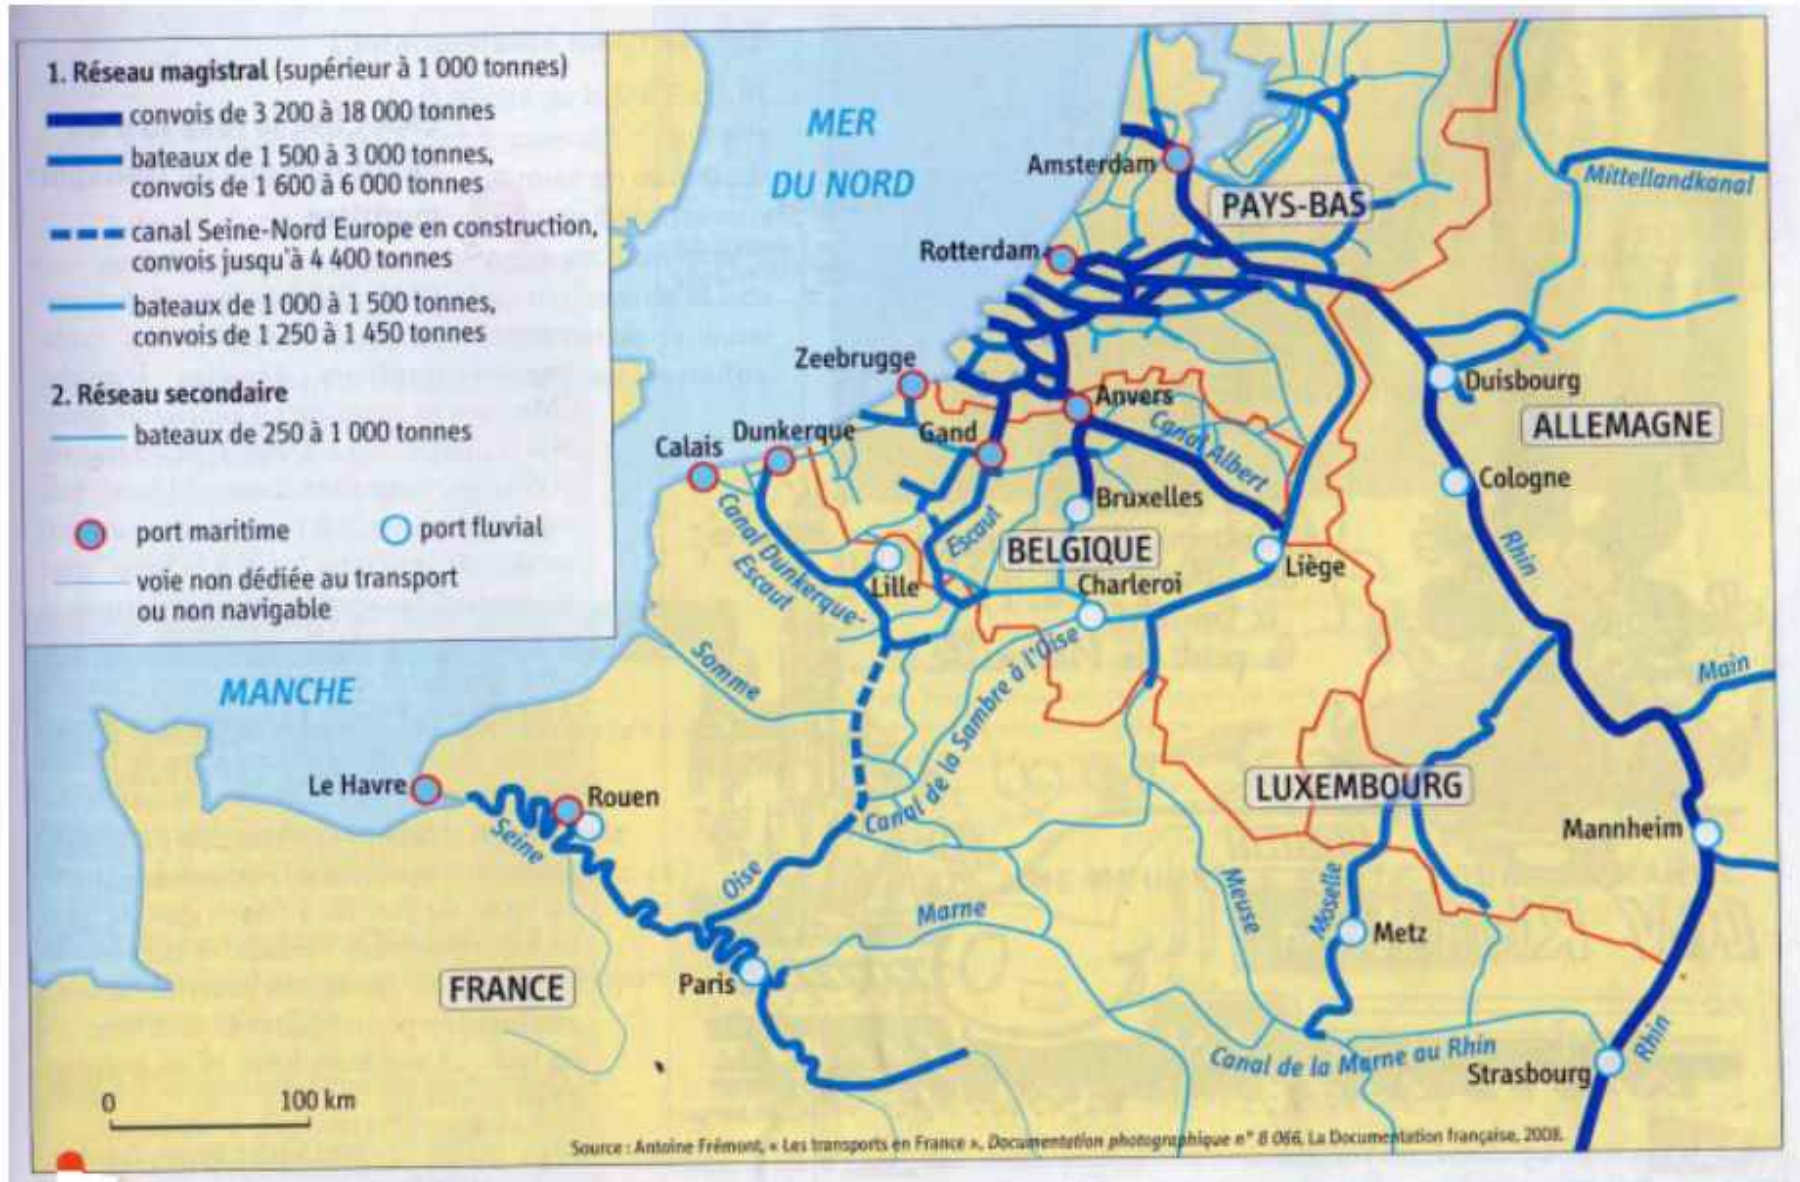 1. Réseau magistral (supérieur à 1 000 tonnes)
convois de 3 200 à 18 000 tonnes
bateaux de 1 500 à 3 000 tonnes,
convois de 1 600 à 6 000 tonnes
canal Seine-Nord Europe en construction,
convois jusqu'à 4 400 tonnes
bateaux de 1 000 à 1 500 tonnes,
convois de 1 250 à 1 450 tonnes
2. Réseau secondaire
bateaux de 250 à 1 000 tonnes
port maritime
port fluvial
voie non dédiée au transport
ou non navigable
MER
DU NORD
Amsterdam
PAYS-BAS
Mittellandkanal
Rotterdam
Zeebrugge
Anvers
Duisbourg
ALLEMAGNE
Calais
Dunkerque
Gand
Canal Albert
Cologne
Bruxelles
Canal Dunkerque-
Escaut
Escaut
BELGIQUE
Rhin
Lille
Charleroi
Liège
Somme
Canal de la Sambre à l'Oise
Main
MANCHE
Le Havre
Rouen
Seine
LUXEMBOURG
Mannheim
Oise
Marne
Meuse
Moselle
Metz
FRANCE
Paris
Canal de la Marne au Rhin
Strasbourg
Rhin
0
100 km
Source : Antoine Frémont, « Les transports en France », Documentation photographique n° 8 066, La Documentation française, 2008.